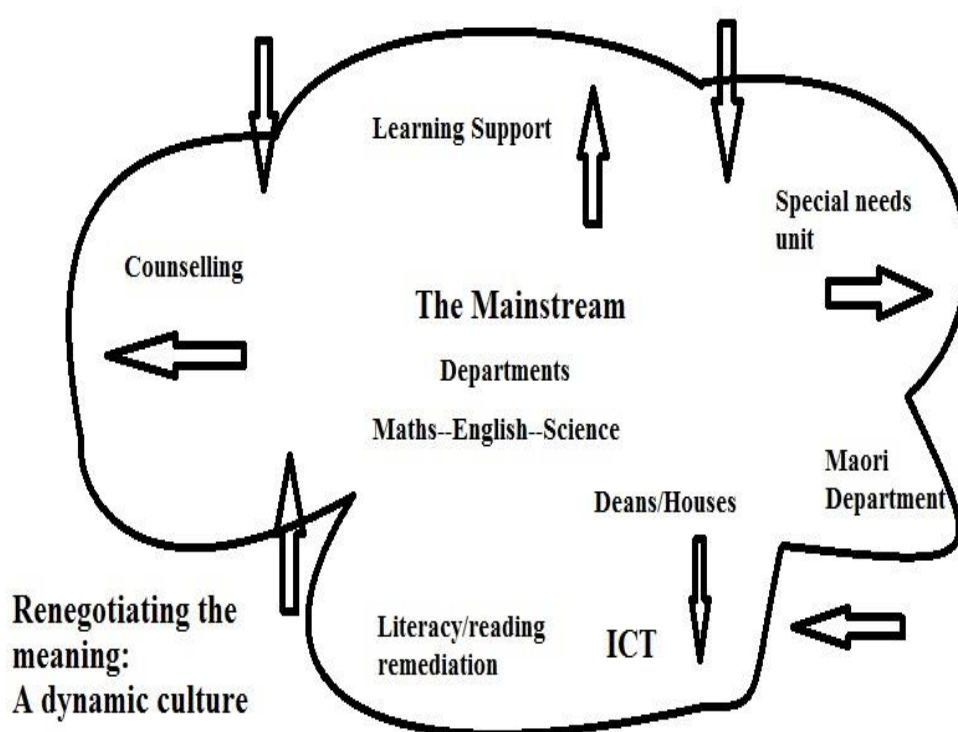 Learning Support
Special needs
unit
Counselling
The Mainstream
Departments
Maths--English--Science
Maori
Department
Deans/Houses
Renegotiating the
meaning:
A dynamic culture
Literacy/reading
remediation
ICT